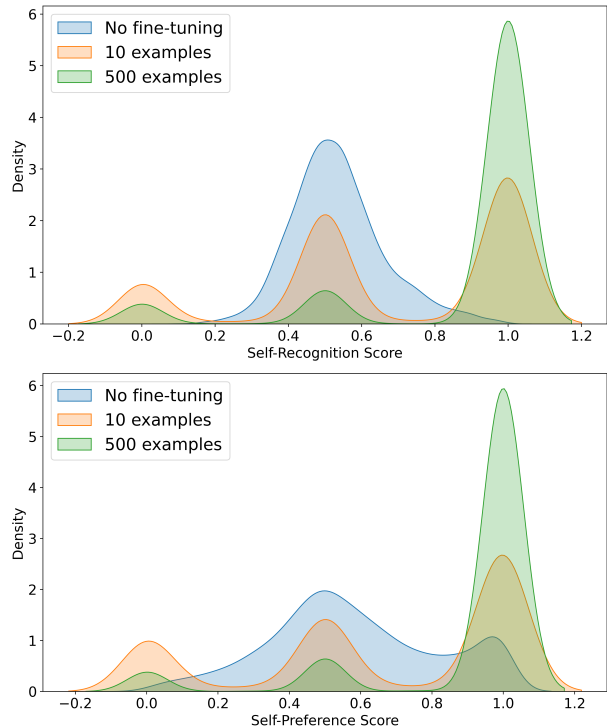 No fine-tuning
10 examples
500 examples
Density
6
5
4
3
2
1
0
−0.2 0.0 0.2 0.4 0.6 0.8 1.0 1.2
Self-Recognition Score
No fine-tuning
10 examples
500 examples
Density
6
5
4
3
2
1
0
−0.2 0.0 0.2 0.4 0.6 0.8 1.0 1.2
Self-Preference Score